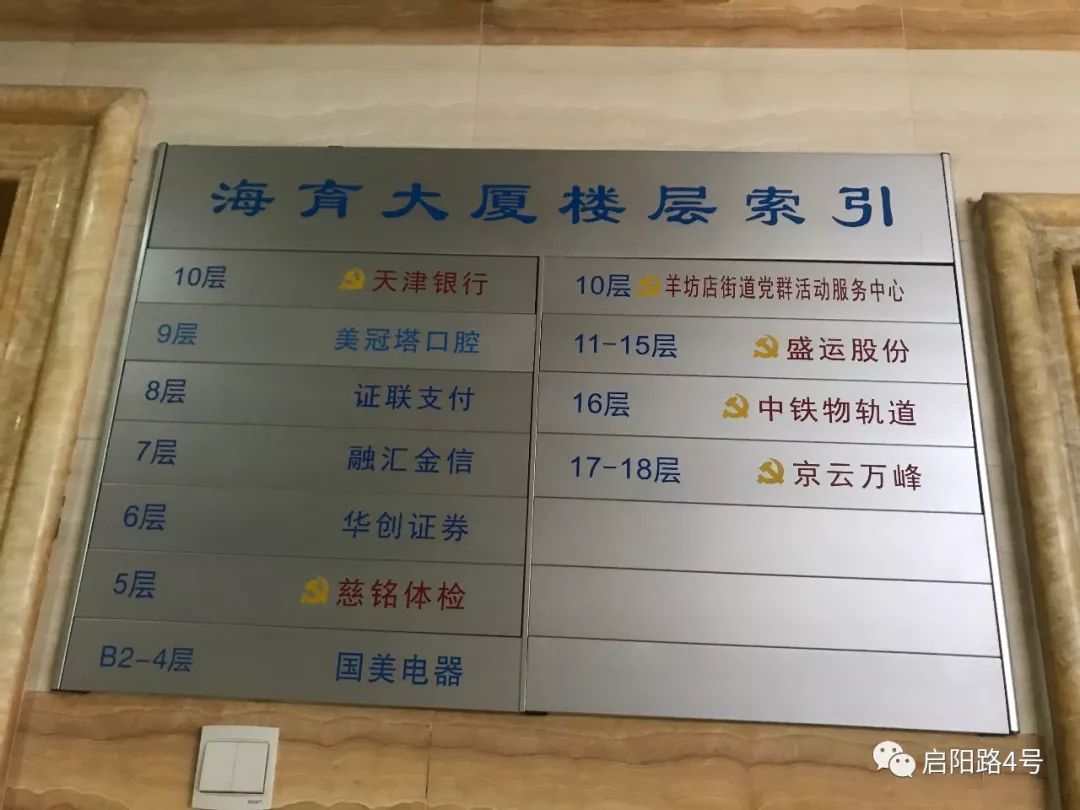 海育大厦楼层索引
10层 天津银行
9层 美冠塔口腔
8层 证联支付
7层 融汇金信
6层 华创证券
5层 慈铭体检
B2-4层 国美电器
10层 羊坊店街道党群活动服务中心
11-15层 盛运股份
16层 中铁物轨道
17-18层 京云万峰
启阳路4号